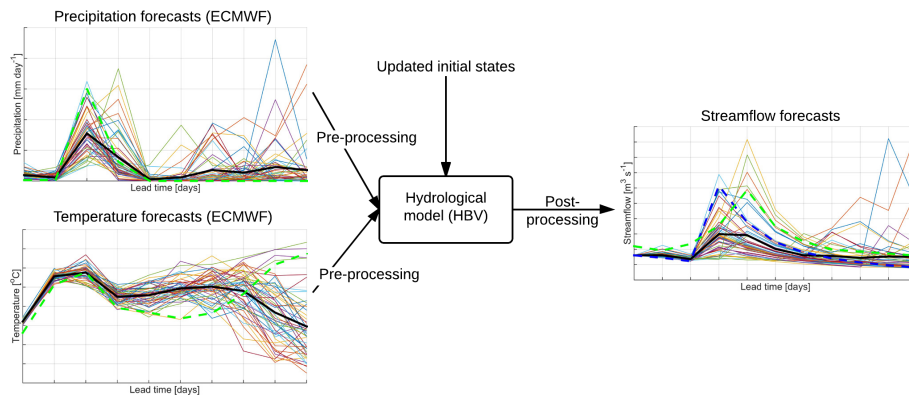 Precipitation forecasts (ECMWF)
Precipitation [mm day-1]
Lead time [days]
Temperature forecasts (ECMWF)
Temperature [ºC]
Lead time [days]
Pre-processing
Pre-processing
Updated initial states
Hydrological
model (HBV)
Post-
processing
Streamflow forecasts
Streamflow [m³ s⁻¹]
Lead time [days]